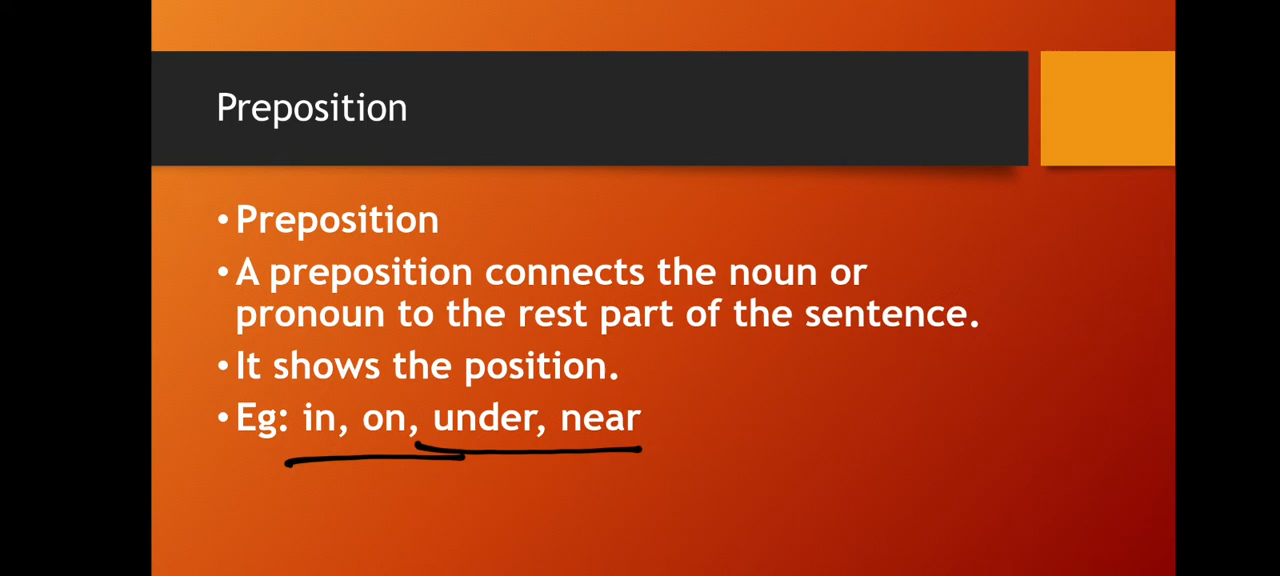 Preposition
• Preposition
• A preposition connects the noun or
pronoun to the rest part of the sentence.
• It shows the position.
• Eg: in, on, under, near